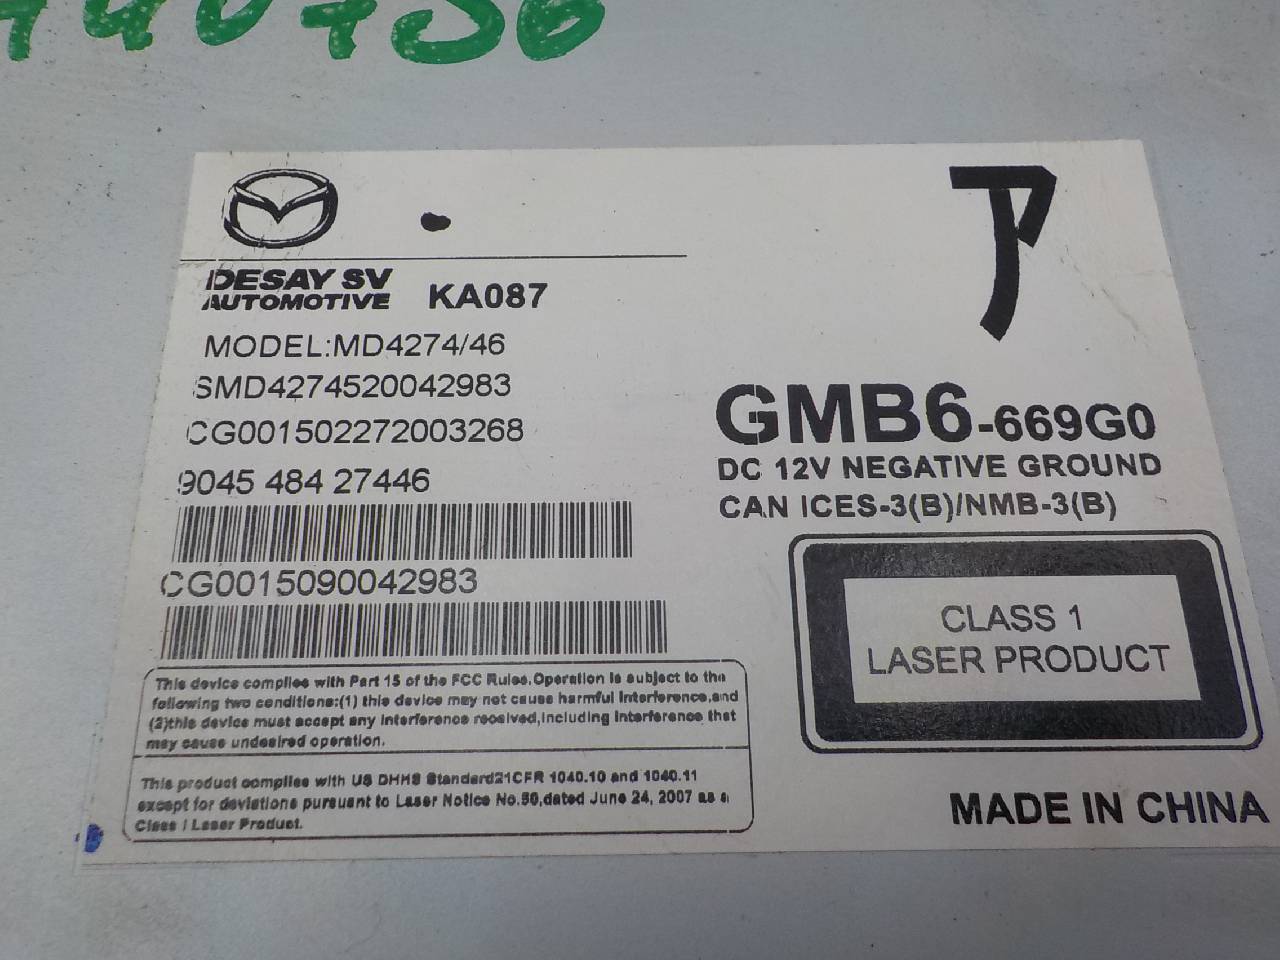 DESAY SV
AUTOMOTIVE KA087
MODEL:MD4274/46
SMD4274520042983
CG001502272003268
9045 484 27446
CG0015090042983
This device complies with Part 15 of the FCC Rules.Operation is subject to the
following two conditions:(1) this device may not cause harmful interference,and
(2)this device must accept any interference received,including interference that
may cause undesired operation.
This product complies with US DHHS Standard21CFR 1040.10 and 1040.11
except for deviations pursuant to Laser Notice No.50,dated June 24, 2007 as a
Class I Laser Product.
ア
GMB6-669G0
DC 12V NEGATIVE GROUND
CAN ICES-3(B)/NMB-3(B)
CLASS 1
LASER PRODUCT
MADE IN CHINA